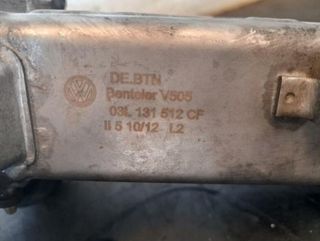 DE.BTN
Benteler V505
03L 131 512 CF
II 5 10/12 L2